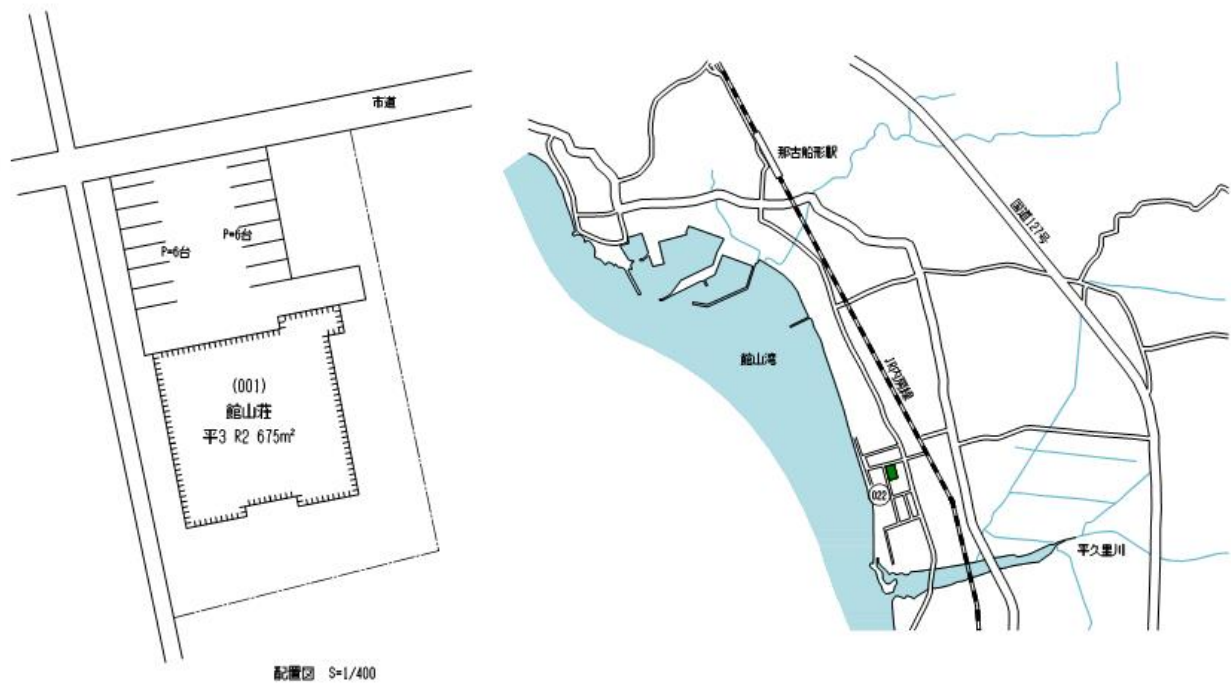 市道
P=6台
P=6台
(001)
館山荘
平3 R2 675m²
配置図 S=1/400
那古船形駅
国道127号
館山湾
JR内房線
022
平久里川